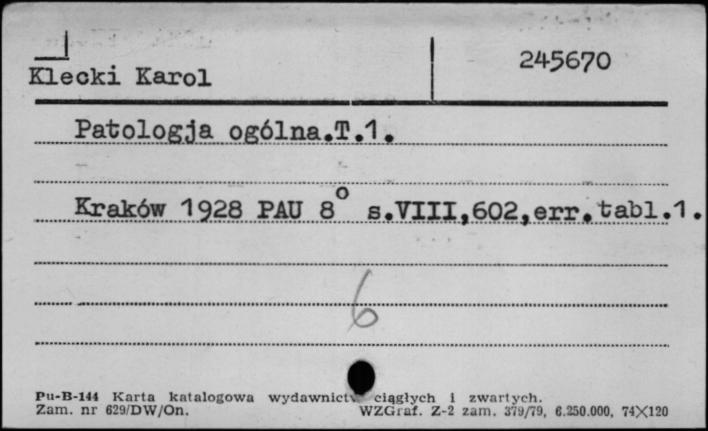 245670
Klecki Karol
Patologja ogólna.T.1.
Kraków 1928 PAU 8° s.VIII,602,err.tabl.1.
6
Pu-B-144 Karta katalogowa wydawnictw ciągłych i zwartych.
Zam. nr 629/DW/On. WZGraf. Z-2 zam. 379/79, 6.250.000, 74×120